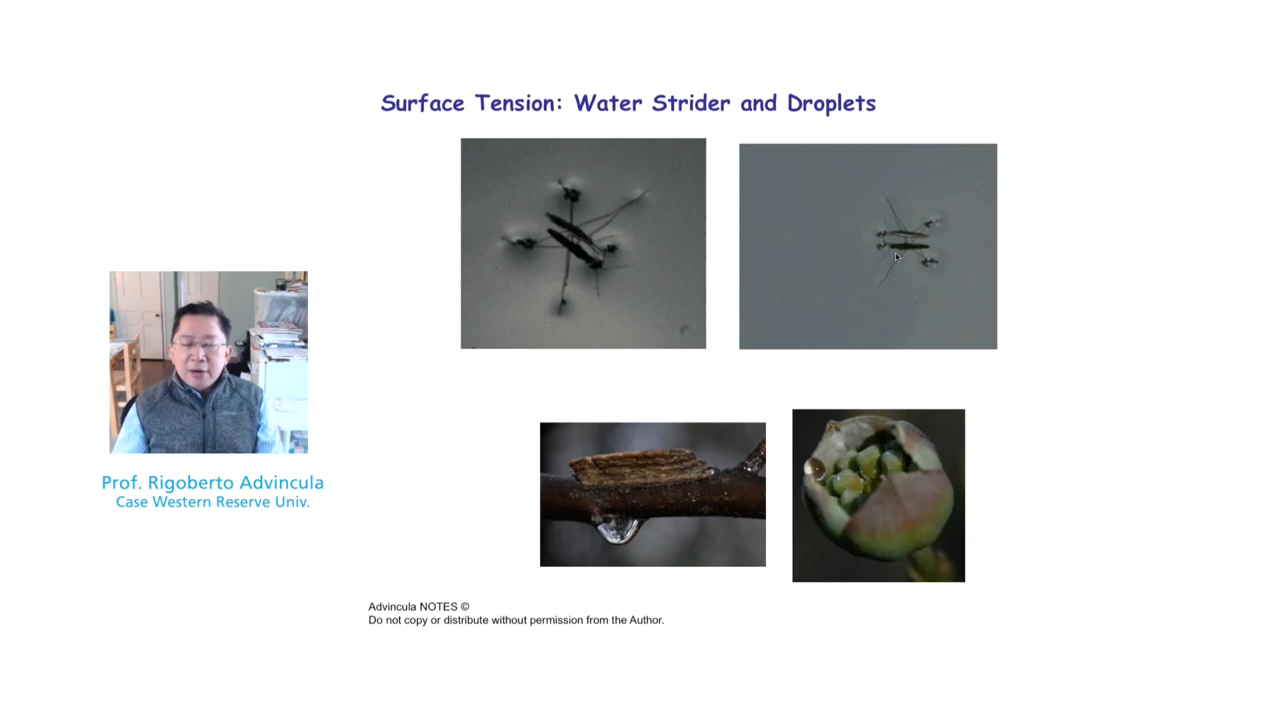 Surface Tension: Water Strider and Droplets
Prof. Rigoberto Advincula
Case Western Reserve Univ.
Advincula NOTES ©
Do not copy or distribute without permission from the Author.